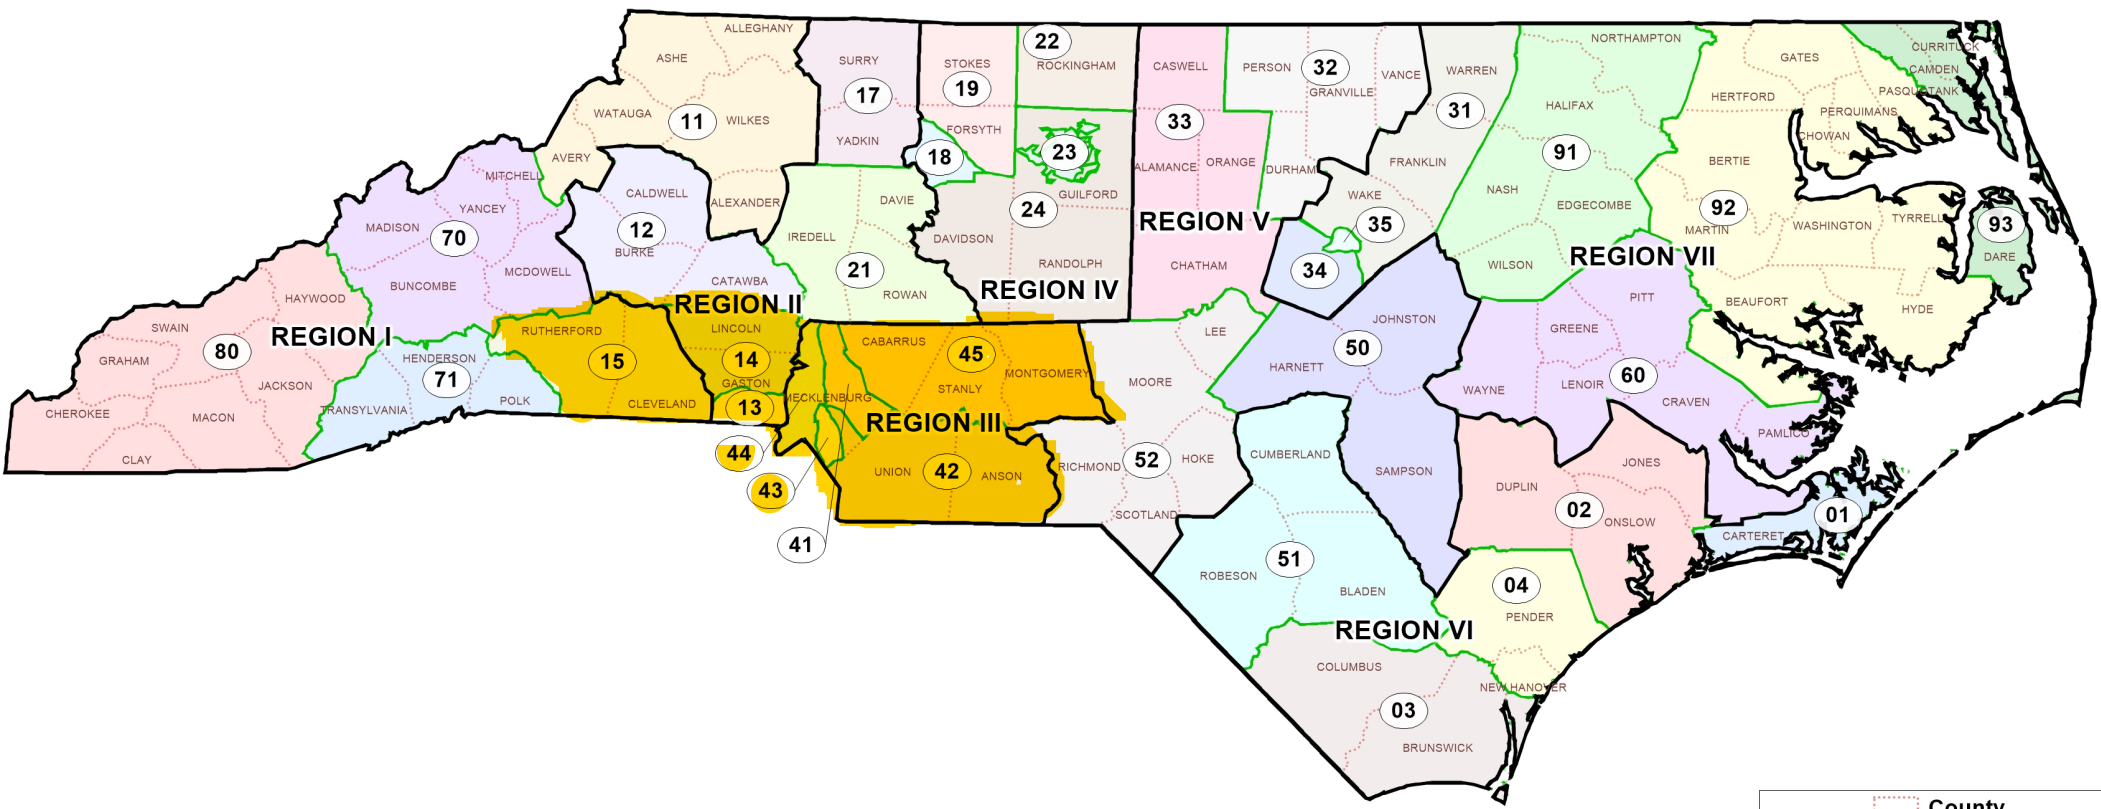 ALLEGHANY
ASHE
WATAUGA
11
WILKES
AVERY
ALEXANDER
SURRY
17
YADKIN
STOKES
19
FORSYTH
18
22
ROCKINGHAM
23
GUILFORD
24
DAVIDSON
RANDOLPH
REGION IV
CASWELL
33
ALAMANCE
ORANGE
REGION V
CHATHAM
PERSON
32
GRANVILLE
VANCE
DURHAM
WARREN
31
FRANKLIN
WAKE
35
34
NORTHAMPTON
HALIFAX
91
NASH
EDGECOMBE
WILSON
REGION VII
GATES
HERTFORD
PERQUIMANS
CHOWAN
BERTIE
92
MARTIN
WASHINGTON
TYRRELL
BEAUFORT
HYDE
CURRITUCK
CAMDEN
PASQUOTANK
93
DARE
MITCHELL
YANCEY
MADISON
70
MCDOWELL
BUNCOMBE
CALDWELL
12
BURKE
CATAWBA
REGION II
DAVIE
IREDELL
21
ROWAN
HAYWOOD
SWAIN
REGION I
80
GRAHAM
JACKSON
CHEROKEE
MACON
CLAY
HENDERSON
71
TRANSYLVANIA
POLK
RUTHERFORD
15
CLEVELAND
LINCOLN
14
GASTON
13
MECKLENBURG
44
43
41
CABARRUS
45
STANLY
MONTGOMERY
REGION III
UNION
42
ANSON
LEE
MOORE
RICHMOND
52
HOKE
SCOTLAND
JOHNSTON
50
HARNETT
SAMPSON
CUMBERLAND
51
ROBESON
BLADEN
PITT
GREENE
60
LENOIR
WAYNE
CRAVEN
PAMLICO
JONES
DUPLIN
02
ONSLOW
01
CARTERET
04
PENDER
REGION VI
COLUMBUS
NEW HANOVER
03
BRUNSWICK
County